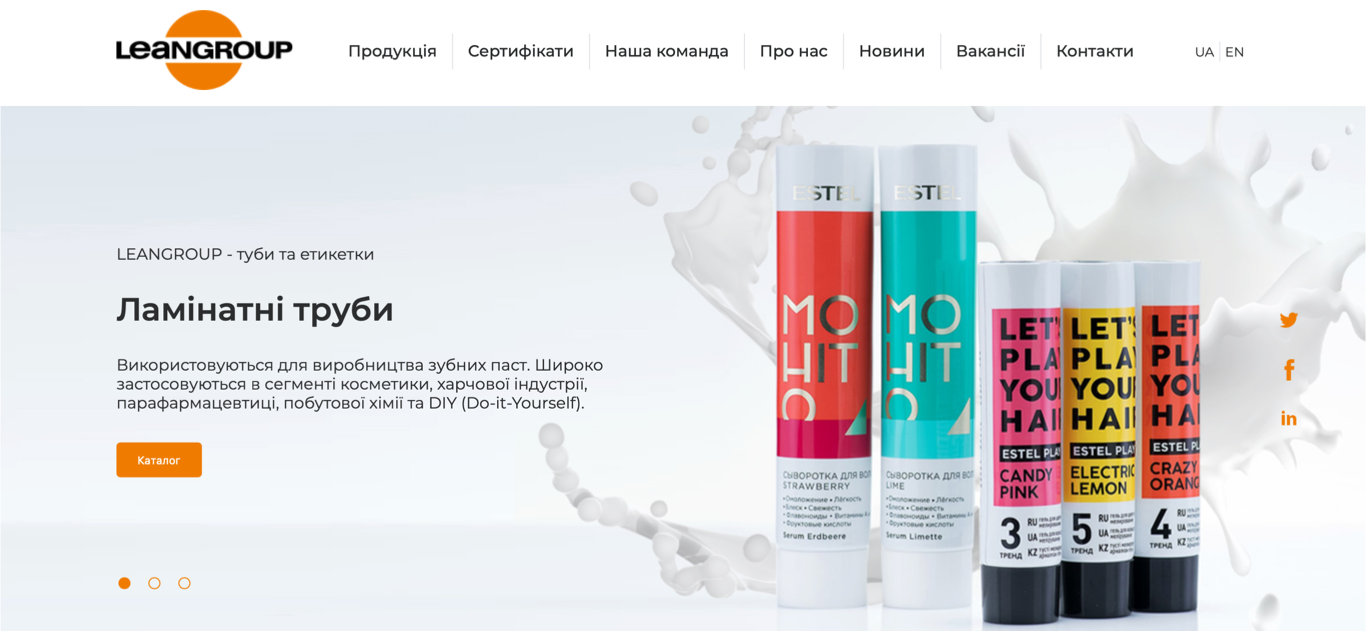 LEANGROUP
Продукція
Сертифікати
Наша команда
Про нас
Новини
Вакансії
Контакти
UA
EN
LEANGROUP - туби та етикетки
Ламінатні труби
Використовуються для виробництва зубних паст. Широко
застосовуються в сегменті косметики, харчової індустрії,
парафармацевтиці, побутової хімії та DIY (Do-it-Yourself).
Каталог
ESTEL
MO
HIT
O
СЫВОРОТКА ДЛЯ ВОЛ
STRAWBERRY
•Омоложение •Лёгкость
•Блеск •Свежесть
•Флавоноиды •Витамины А
•Фруктовые кислоты
Serum Erdbeere
ESTEL
MO
HIT
O
СЫВОРОТКА ДЛЯ ВОЛ
LIME
•Омоложение •Лёгкость
•Блеск •Свежесть
•Флавоноиды •Витамины
•Фруктовые кислоты
Serum Limette
LET'S
PLAY
YOUR
HAIR
ESTEL PLAY
CANDY
PINK
3
ТРЕНД
RU
UA
KZ
LET'S
PLAY
YOUR
HAIR
ESTEL PLAY
ELECTRIC
LEMON
5
ТРЕНД
RU
UA
KZ
LET'
PLA
YOU
HAI
ESTEL PL
CRAZY
ORANG
4
ТРЕНД
RU
UA
KZ